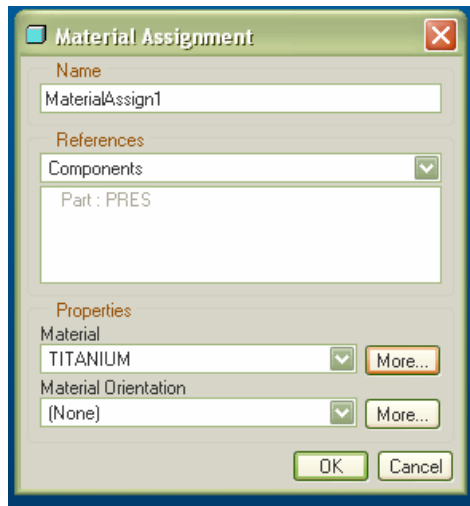 Material Assignment
Name
MaterialAssign1
References
Components
Part : PRES
Properties
Material
TITANIUM
More...
Material Orientation
(None)
More...
OK
Cancel